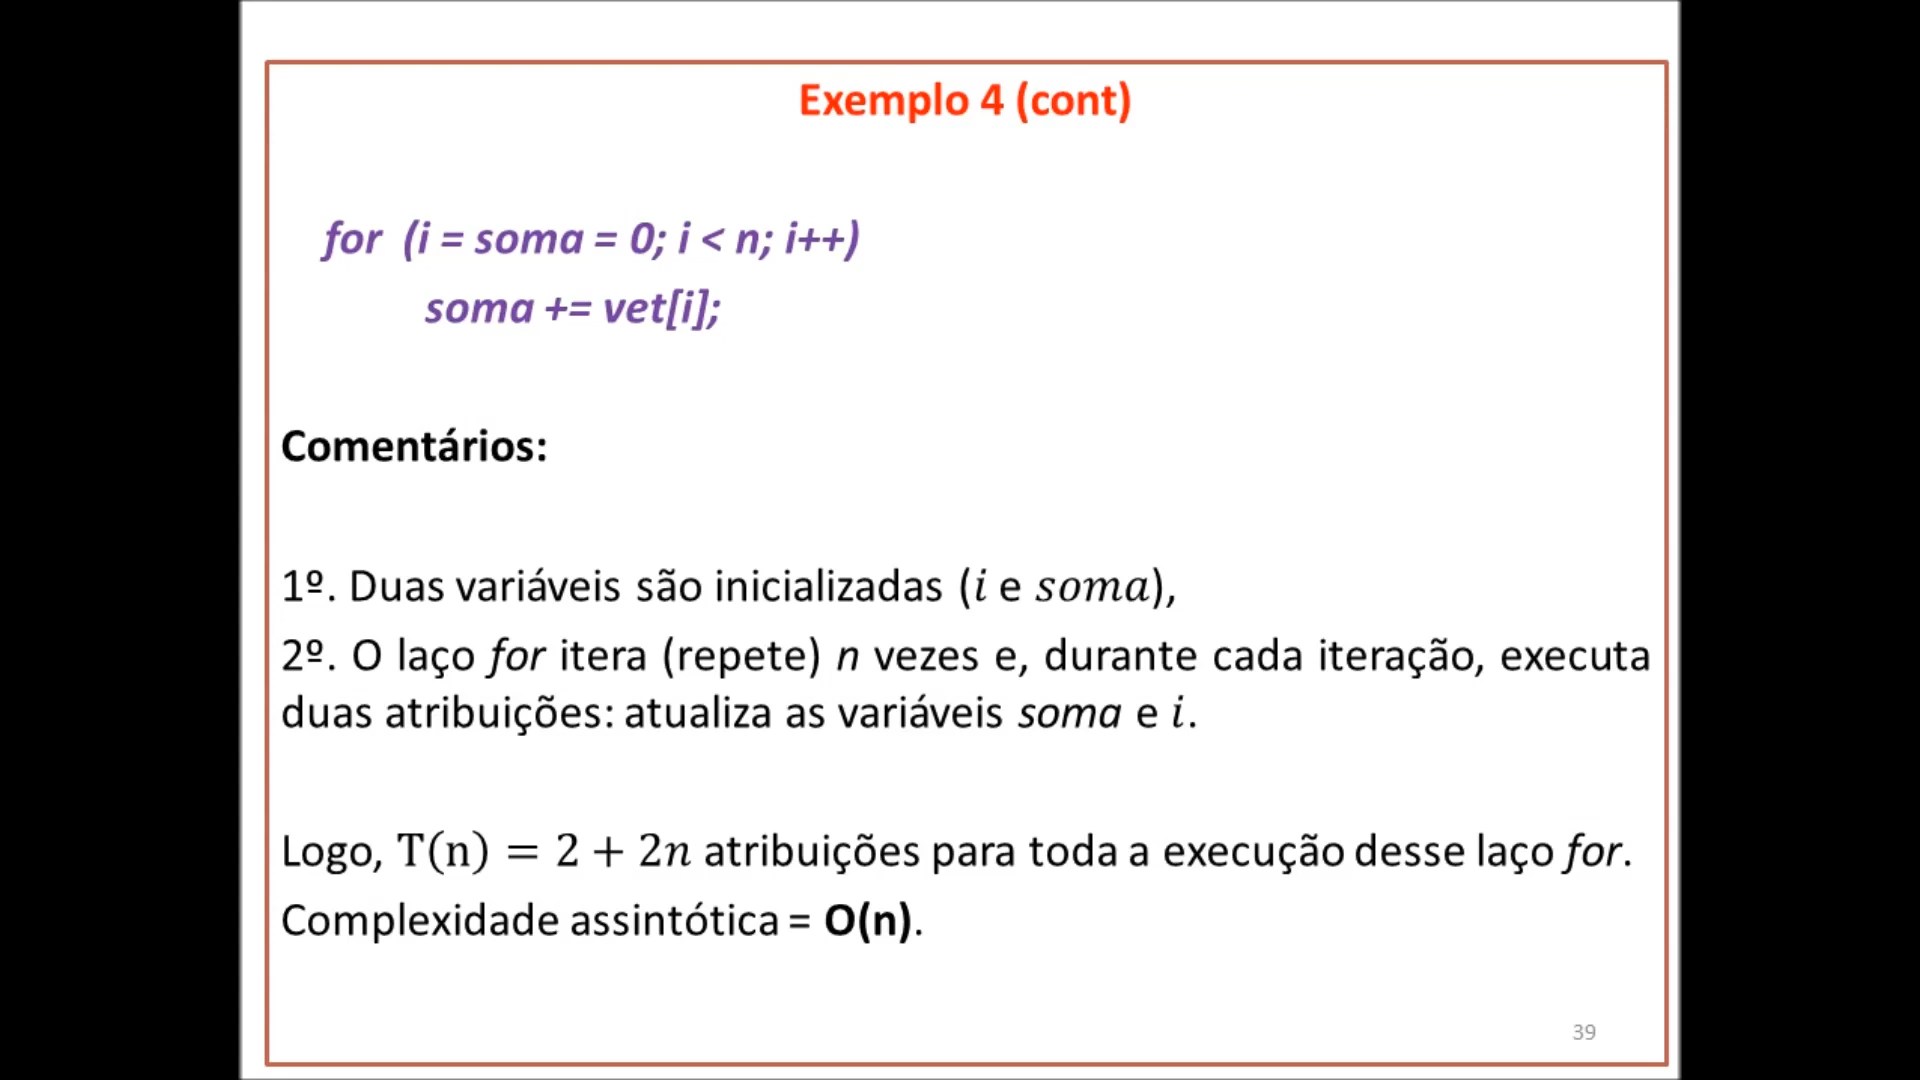 Exemplo 4 (cont)
for (i = soma = 0; i < n; i++)
soma += vet[i];
Comentários:
1º. Duas variáveis são inicializadas (i e soma),
2º. O laço for itera (repete) n vezes e, durante cada iteração, executa
duas atribuições: atualiza as variáveis soma e i.
Logo, T(n) = 2 + 2n atribuições para toda a execução desse laço for.
Complexidade assintótica = O(n).
39